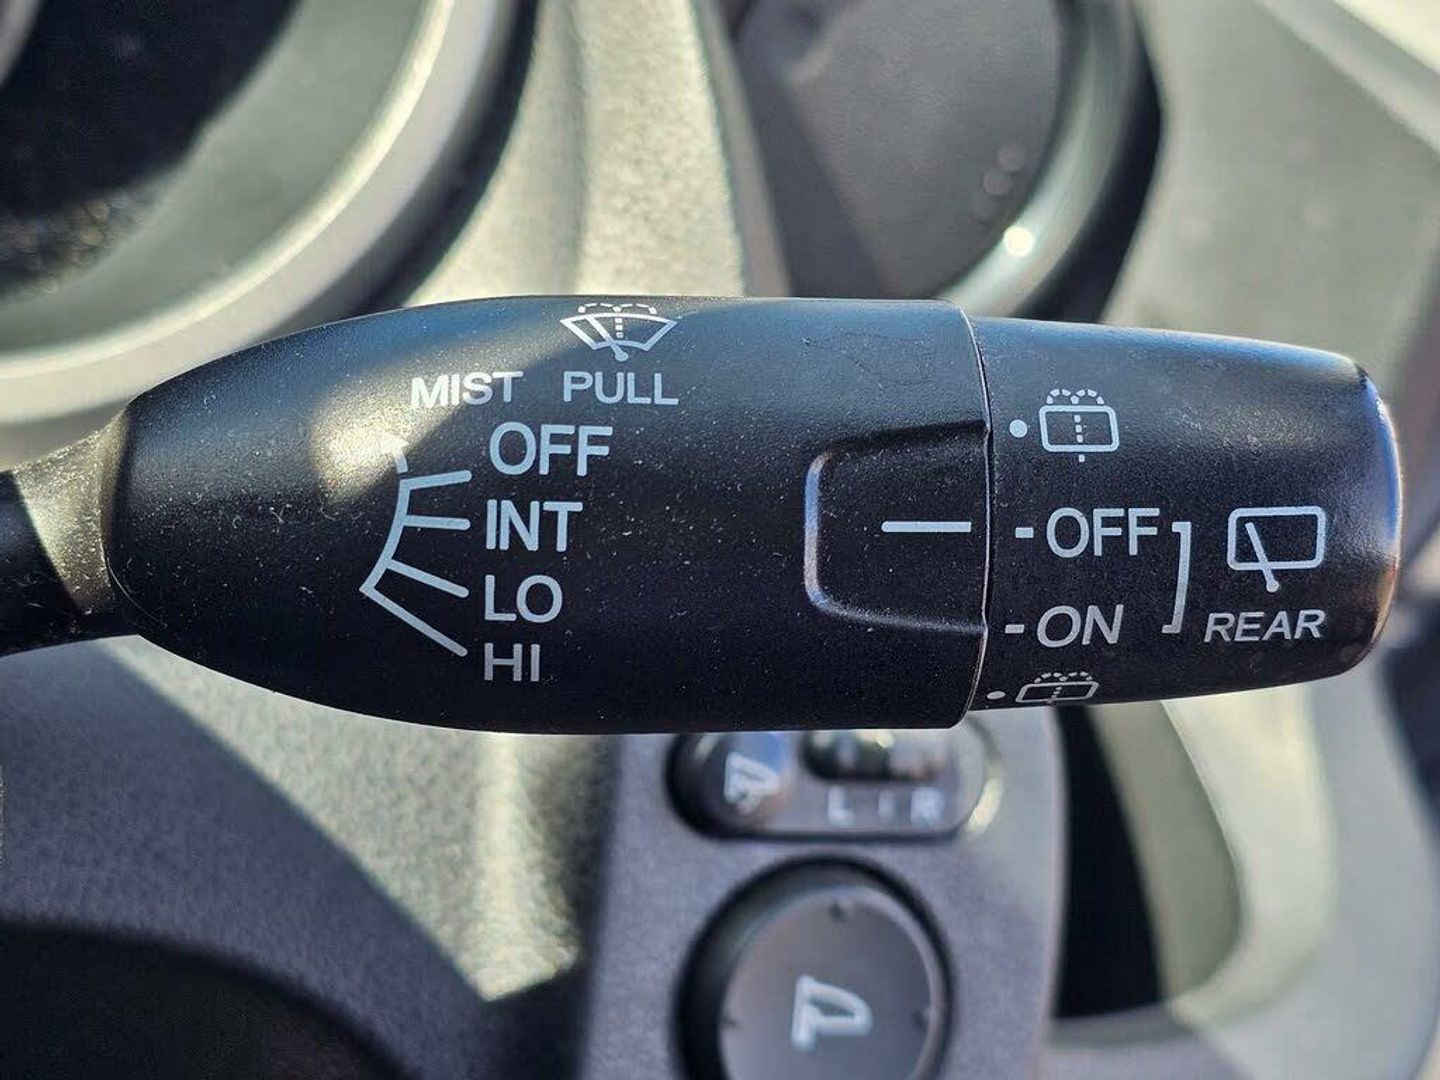 MIST PULL
OFF
INT
LO
HI
OFF
ON
REAR
L R